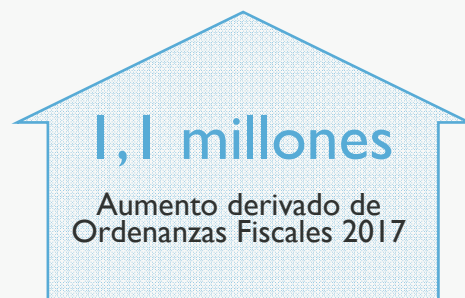 1,1 millones
Aumento derivado de
Ordenanzas Fiscales 2017